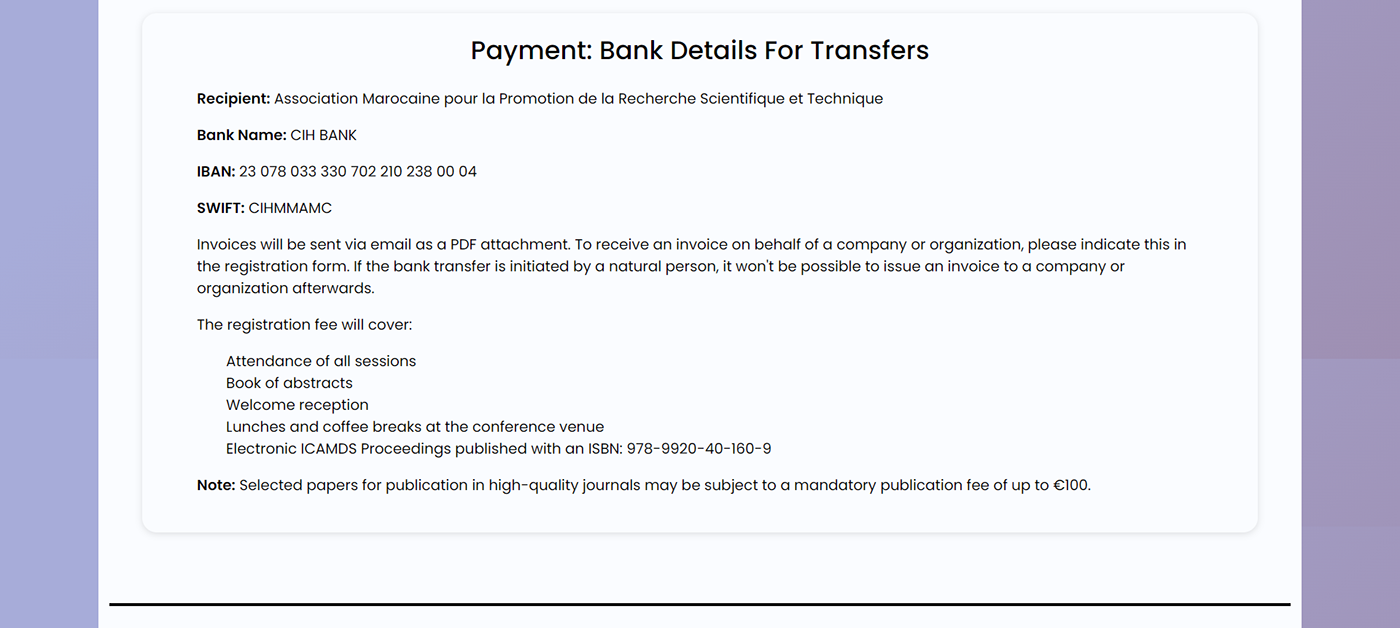 Payment: Bank Details For Transfers
Recipient: Association Marocaine pour la Promotion de la Recherche Scientifique et Technique
Bank Name: CIH BANK
IBAN: 23 078 033 330 702 210 238 00 04
SWIFT: CIHMMAMC
Invoices will be sent via email as a PDF attachment. To receive an invoice on behalf of a company or organization, please indicate this in
the registration form. If the bank transfer is initiated by a natural person, it won't be possible to issue an invoice to a company or
organization afterwards.
The registration fee will cover:
Attendance of all sessions
Book of abstracts
Welcome reception
Lunches and coffee breaks at the conference venue
Electronic ICAMDS Proceedings published with an ISBN: 978-9920-40-160-9
Note: Selected papers for publication in high-quality journals may be subject to a mandatory publication fee of up to €100.